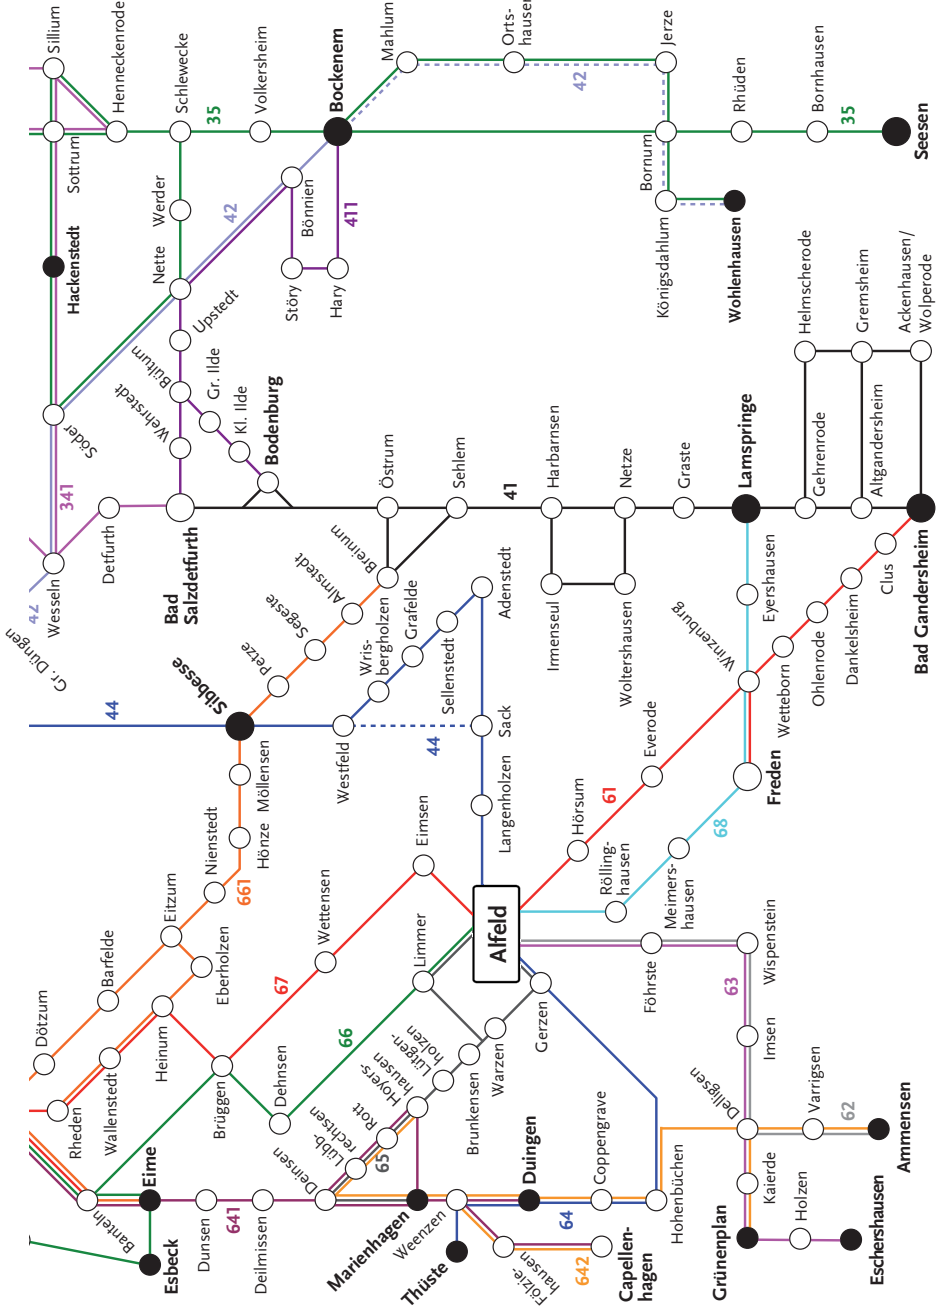 Sillium
Henneckenrode
Schlewecke
Volkersheim
35
Bockenem
Mahlum
Orts-
hausen
42
Jerze
Rhüden
Bornhausen
35
Seesen
Sottrum
Hackenstedt
Werder
Nette
42
Bönnien
411
Störy
Hary
Bornum
Königsdahlum
Wohlenhausen
Upstedt
Bültum
Wehrstedt
Gr. Ilde
Kl. Ilde
Bodenburg
Söder
341
Detfurth
Wesseln
42
Gr. Düngen
Bad
Salzdetfurth
Östrum
Sehlem
41
Breinum
Almstedt
Segeste
Petze
Sibbesse
44
Harbarnsen
Netze
Graste
Lamspringe
Immenseul
Woltershausen
Gehrenrode
Helmscherode
Altgandersheim
Gremsheim
Ackenhausen/
Wolperode
Bad Gandersheim
Clus
Dankelsheim
Ohlenrode
Wetteborn
Eyershausen
Winzenburg
Freden
Adenstedt
Sellenstedt
Grafelde
Wris-
bergholzen
Westfeld
44
Sack
Langenholzen
Everode
Hörsum
61
68
Rölling-
hausen
Meimers-
hausen
Möllensen
Hönze
Nienstedt
661
Eitzum
Eberholzen
Barfelde
Dötzum
Heinum
Wallenstedt
Rheden
Wettensen
67
Eimsen
Limmer
66
Alfeld
Brüggen
Dehnsen
Gerzen
Warzen
Brunkensen
Lütgen-
holzen
Hoyers-
hausen
Rott
Lübb-
rechtsen
65
Deinsen
Föhrste
Wispenstein
63
Imsen
Delligsen
Varrigsen
62
Ammensen
Kaierde
Grünenplan
Holzen
Eschershausen
Banteln
Eime
Esbeck
Dunsen
641
Deilmissen
Marienhagen
Weenzen
Thüste
Duingen
64
Coppengrave
Hohenbüchen
Fölzie-
hausen
642
Capellen-
hagen